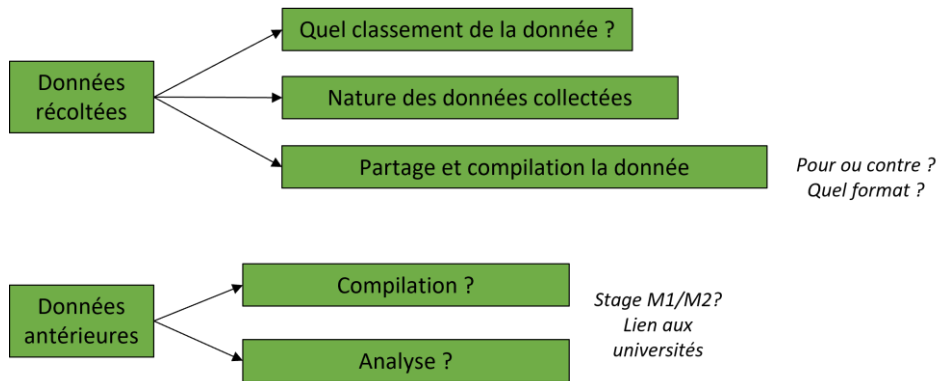 Données
récoltées
Quel classement de la donnée ?
Nature des données collectées
Partage et compilation la donnée
Pour ou contre ?
Quel format ?
Données
antérieures
Compilation ?
Analyse ?
Stage M1/M2?
Lien aux
universités